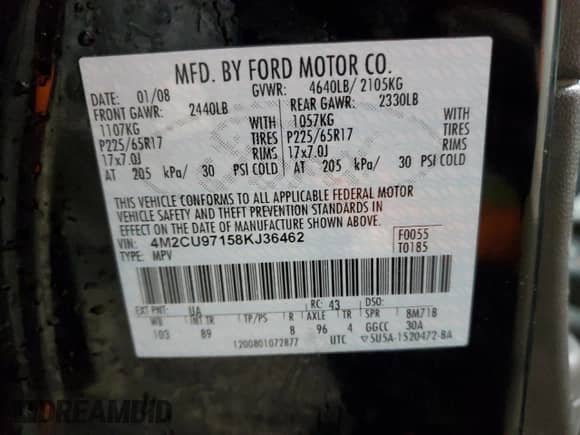 MFD. BY FORD MOTOR CO.
DATE: 01/08 GVWR: 4640LB/ 2105KG
FRONT GAWR: 2440LB REAR GAWR: 2330LB
1107KG WITH 1057KG WITH
P225/65R17 TIRES P225/65R17 TIRES
17x7.0J RIMS 17x7.0J RIMS
AT 205 kPa/ 30 PSI COLD AT 205 kPa/ 30 PSI COLD
THIS VEHICLE CONFORMS TO ALL APPLICABLE FEDERAL MOTOR
VEHICLE SAFETY AND THEFT PREVENTION STANDARDS IN
EFFECT ON THE DATE OF MANUFACTURE SHOWN ABOVE.
VIN: 4M2CU97158KJ36462 F0055
TYPE: MPV T0185
EXT PNT: UA RC: 43 DSO:
WB INT TR TP/PS R AXLE TR SPR 8M71B
103 89 8 96 4 GGCC 30A
1200801072877 UTC ▽5U5A-1520472-BA
DREAMBID